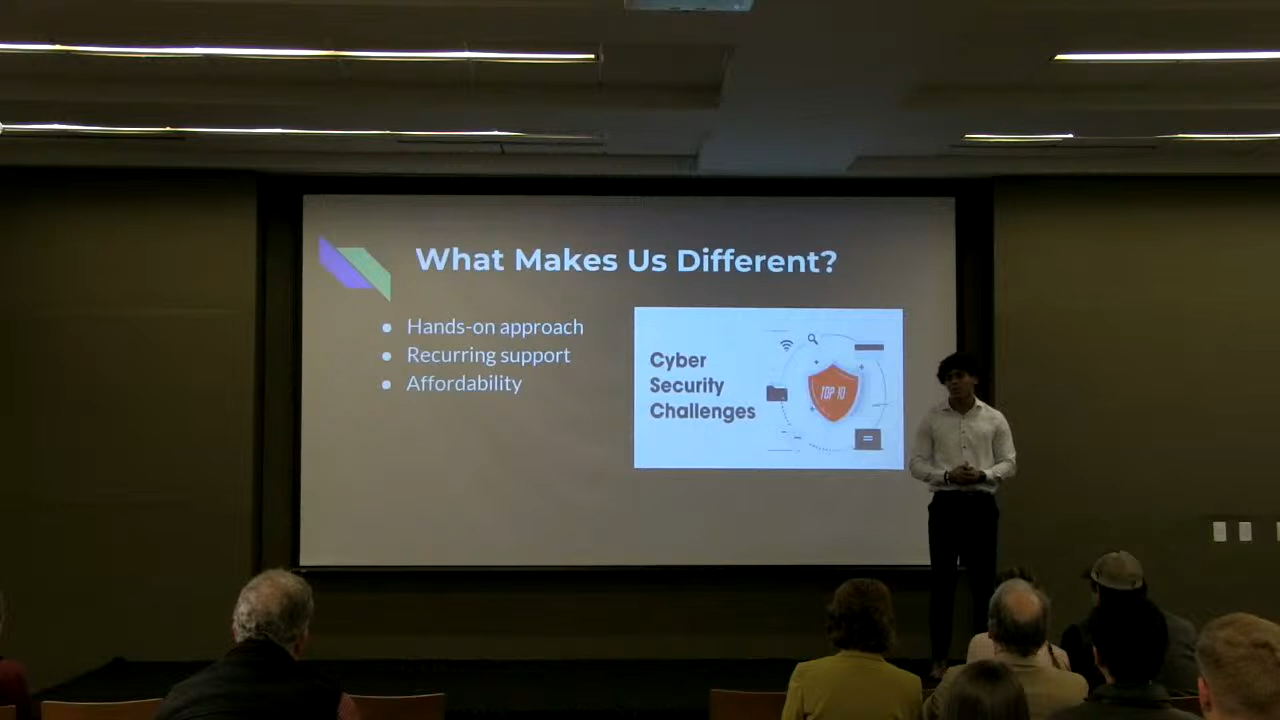 What Makes Us Different?
● Hands-on approach
● Recurring support
● Affordability
Cyber
Security
Challenges
TOP 10